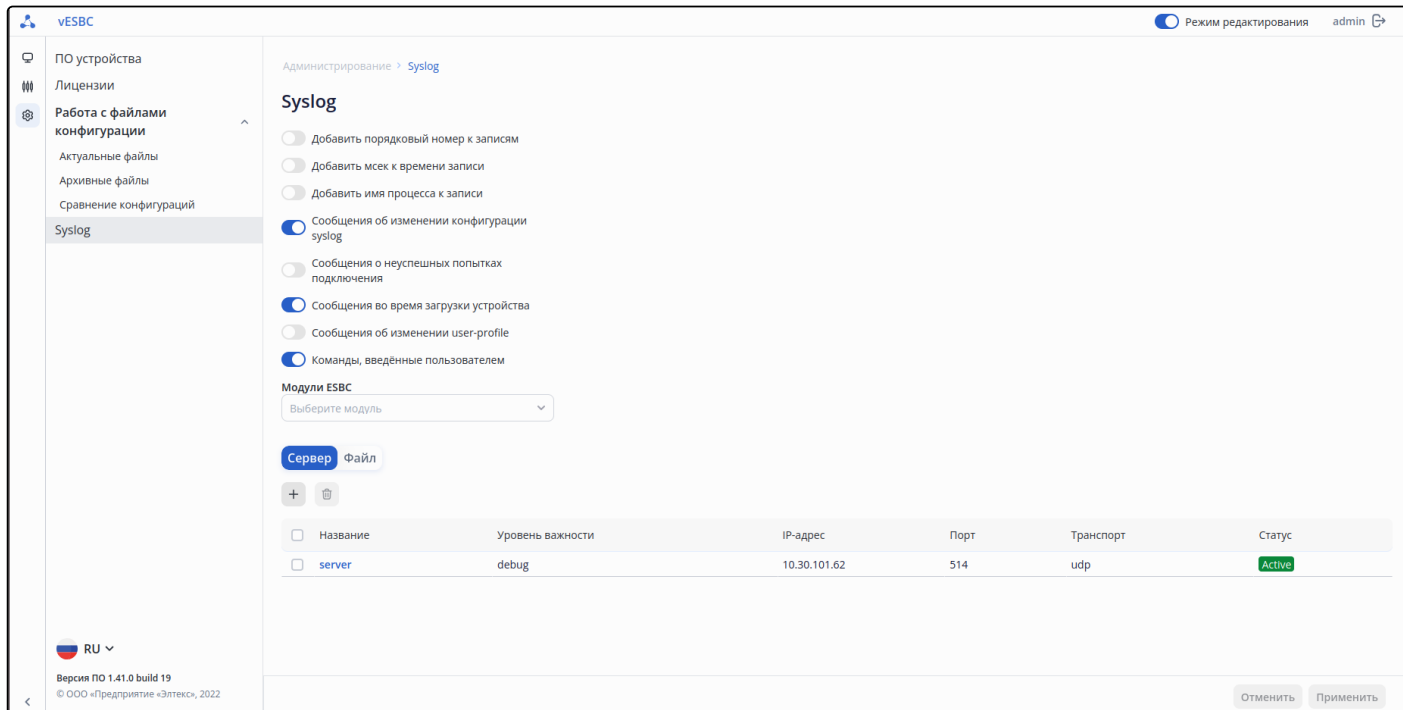 vESBC
Режим редактирования
admin
ПО устройства
Лицензии
Работа с файлами
конфигурации
Актуальные файлы
Архивные файлы
Сравнение конфигураций
Syslog
Администрирование > Syslog
Syslog
Добавить порядковый номер к записям
Добавить мсек к времени записи
Добавить имя процесса к записи
Сообщения об изменении конфигурации
syslog
Сообщения о неуспешных попытках
подключения
Сообщения во время загрузки устройства
Сообщения об изменении user-profile
Команды, введённые пользователем
Модули ESBC
Выберите модуль
Сервер Файл
Название Уровень важности IP-адрес Порт Транспорт Статус
server debug 10.30.101.62 514 udp Active
RU
Версия ПО 1.41.0 build 19
© ООО «Предприятие «Элтекс», 2022
Отменить Применить